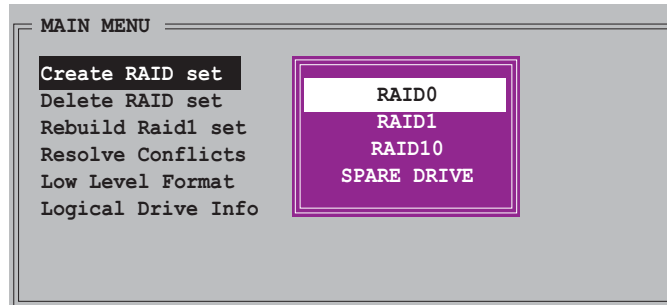 MAIN MENU
Create RAID set
Delete RAID set
Rebuild Raid1 set
Resolve Conflicts
Low Level Format
Logical Drive Info
RAID0
RAID1
RAID10
SPARE DRIVE